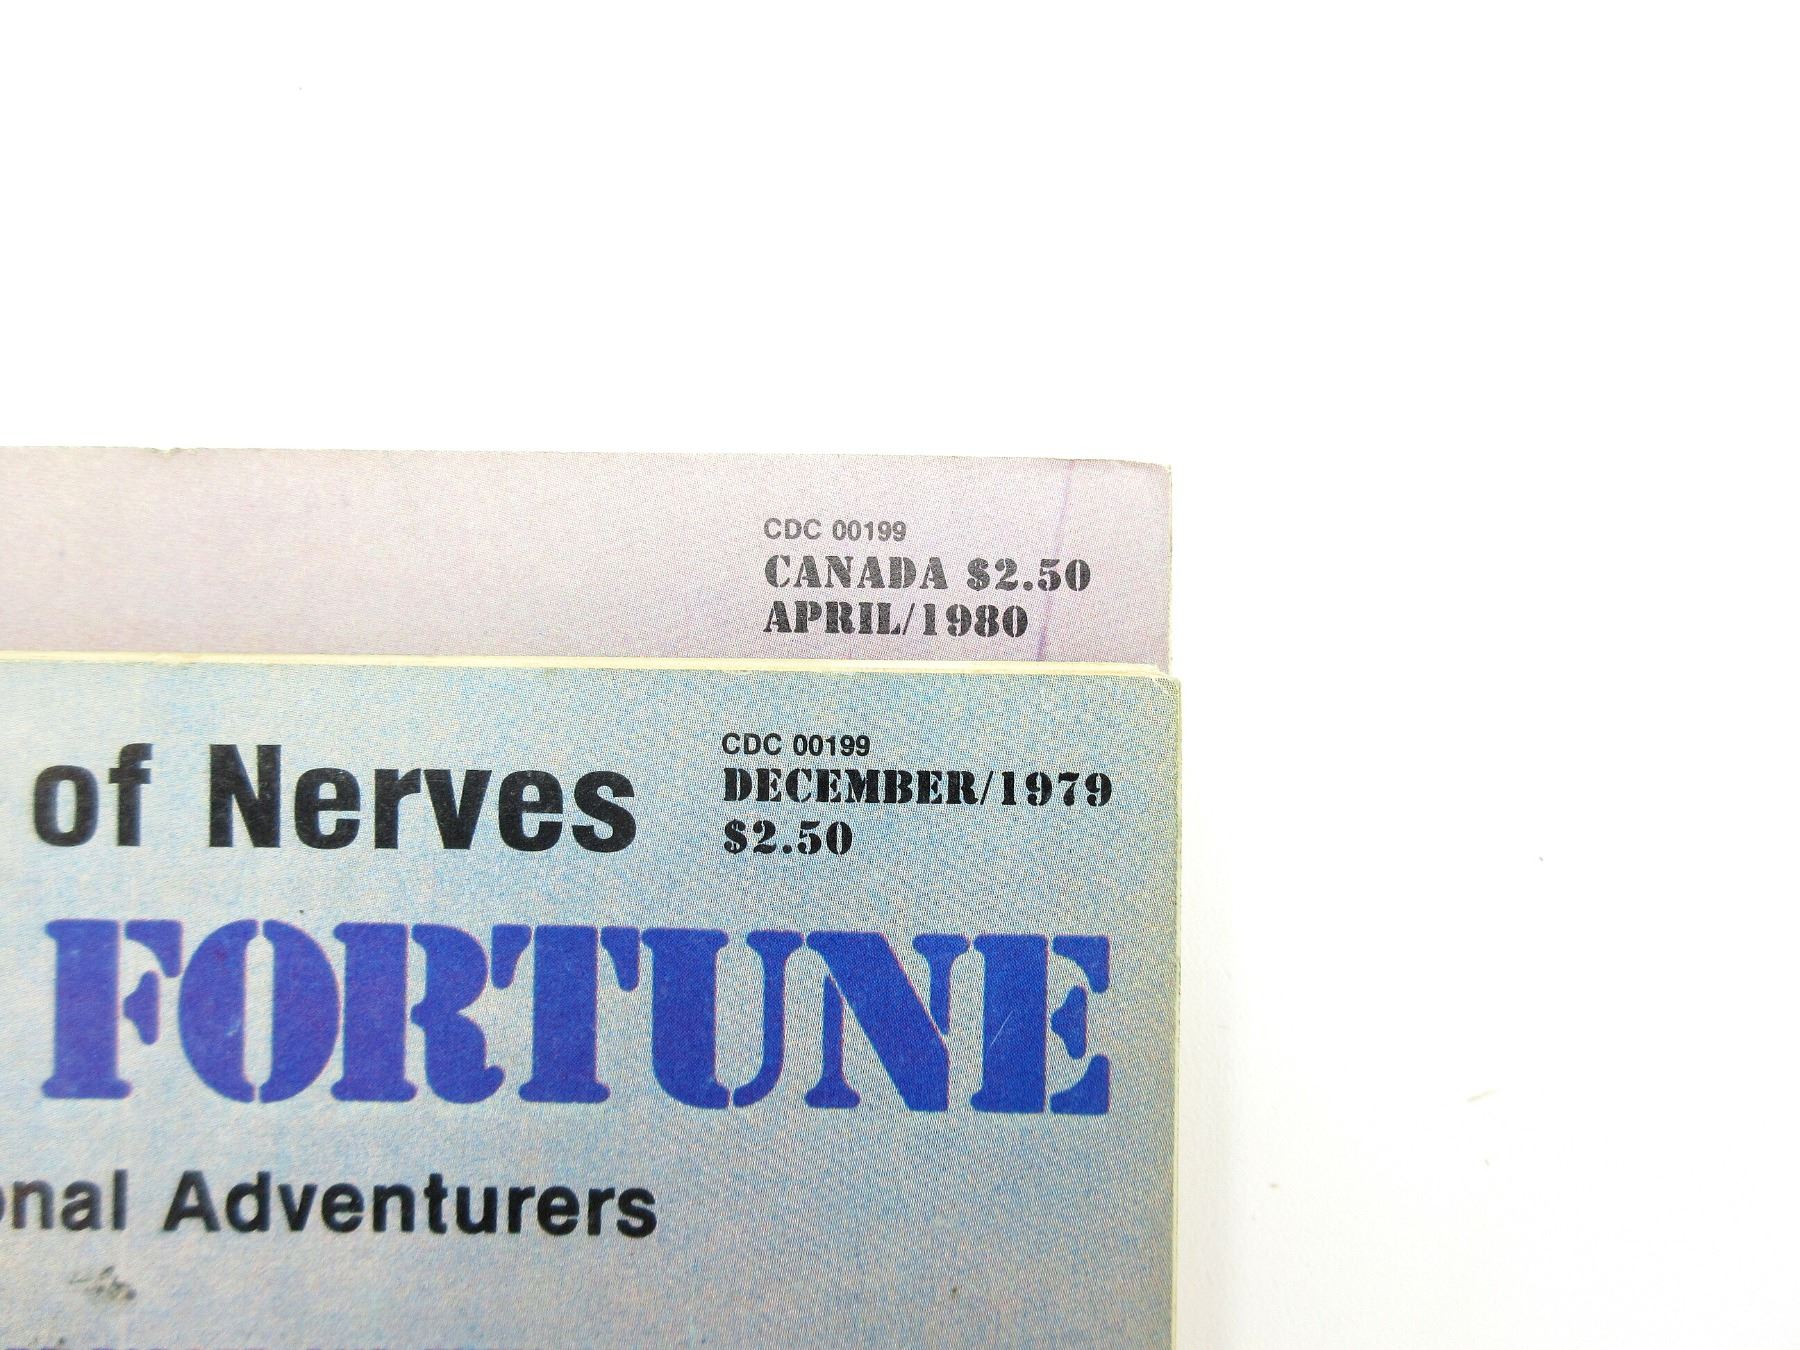 CDC 00199
CANADA $2.50
APRIL/1980
of Nerves
CDC 00199
DECEMBER/1979
$2.50
FORTUNE
onal Adventurers